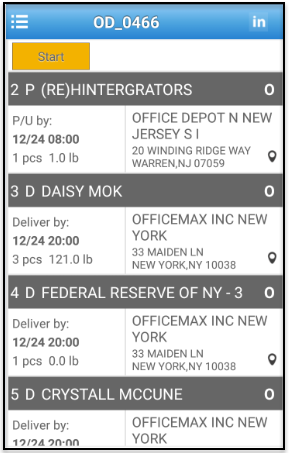 OD_0466
in
Start
2 P (RE)HINTERGRATORS O
P/U by:
12/24 08:00
1 pcs 1.0 lb
OFFICE DEPOT N NEW
JERSEY S I
20 WINDING RIDGE WAY
WARREN,NJ 07059
3 D DAISY MOK O
Deliver by:
12/24 20:00
3 pcs 121.0 lb
OFFICEMAX INC NEW
YORK
33 MAIDEN LN
NEW YORK,NY 10038
4 D FEDERAL RESERVE OF NY - 3 O
Deliver by:
12/24 20:00
1 pcs 0.0 lb
OFFICEMAX INC NEW
YORK
33 MAIDEN LN
NEW YORK,NY 10038
5 D CRYSTALL MCCUNE O
Deliver by:
12/24 20:00
OFFICEMAX INC NEW
YORK